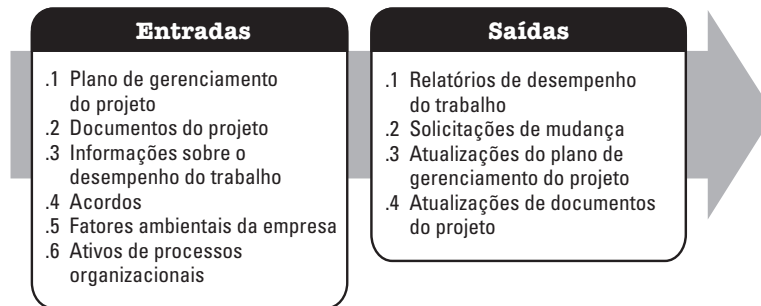 Entradas
.1 Plano de gerenciamento
do projeto
.2 Documentos do projeto
.3 Informações sobre o
desempenho do trabalho
.4 Acordos
.5 Fatores ambientais da empresa
.6 Ativos de processos
organizacionais
Saídas
.1 Relatórios de desempenho
do trabalho
.2 Solicitações de mudança
.3 Atualizações do plano de
gerenciamento do projeto
.4 Atualizações de documentos
do projeto